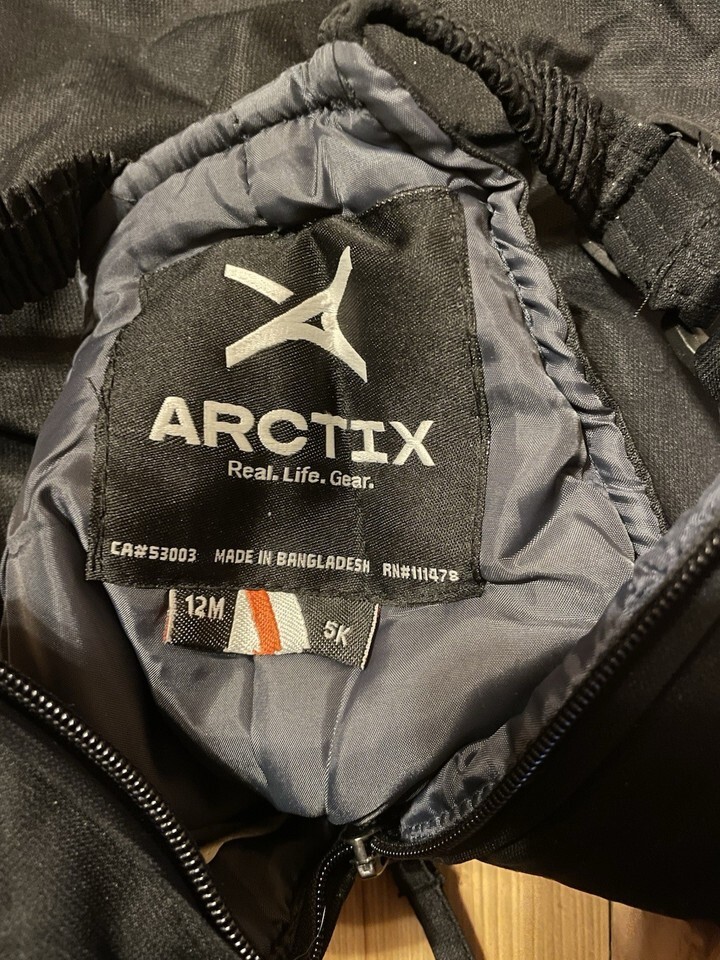 ARCTIX
Real. Life. Gear.
CA#53003 MADE IN BANGLADESH RN#111478
12M 5K